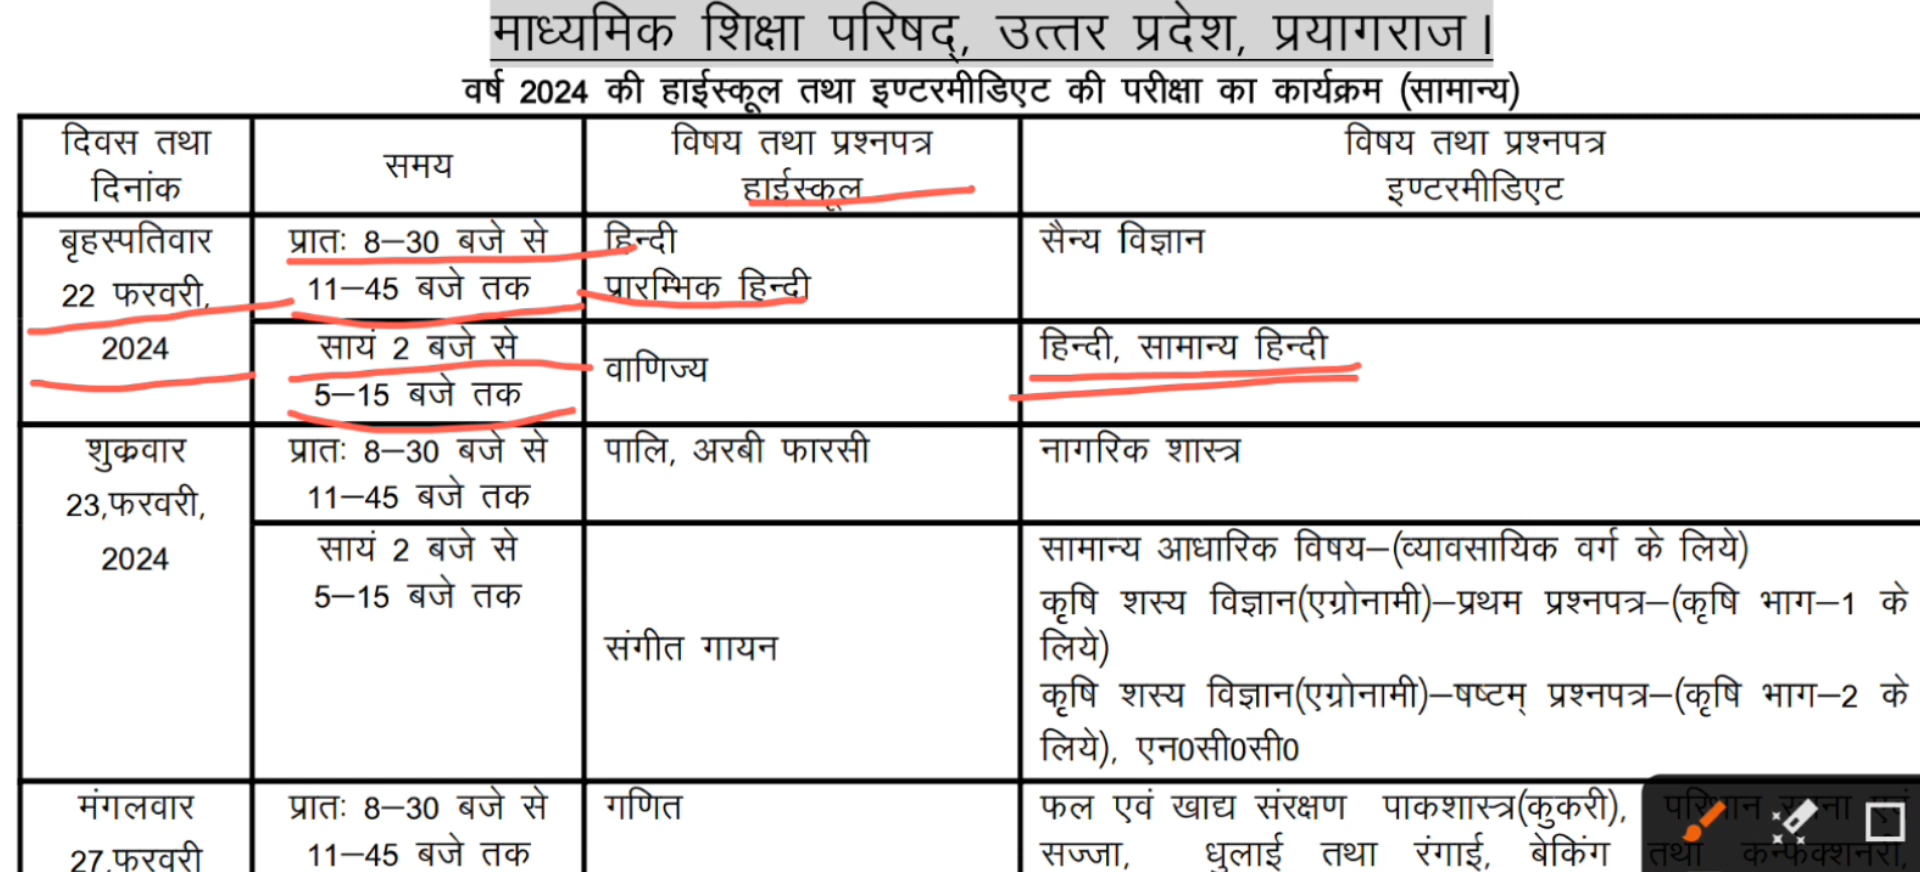 माध्यमिक शिक्षा परिषद्, उत्तर प्रदेश, प्रयागराज।
वर्ष 2024 की हाईस्कूल तथा इण्टरमीडिएट की परीक्षा का कार्यक्रम (सामान्य)
दिवस तथा
दिनांक
समय
विषय तथा प्रश्नपत्र
हाईस्कूल
विषय तथा प्रश्नपत्र
इण्टरमीडिएट
बृहस्पतिवार
22 फरवरी,
2024
प्रातः 8–30 बजे से
11–45 बजे तक
हिन्दी
प्रारम्भिक हिन्दी
सैन्य विज्ञान
सायं 2 बजे से
5–15 बजे तक
वाणिज्य
हिन्दी, सामान्य हिन्दी
शुक्रवार
23,फरवरी,
2024
प्रातः 8–30 बजे से
11–45 बजे तक
पालि, अरबी फारसी
नागरिक शास्त्र
सायं 2 बजे से
5–15 बजे तक
संगीत गायन
सामान्य आधारिक विषय–(व्यावसायिक वर्ग के लिये)
कृषि शस्य विज्ञान(एग्रोनामी)–प्रथम प्रश्नपत्र–(कृषि भाग–1 के
लिये)
कृषि शस्य विज्ञान(एग्रोनामी)–षष्टम् प्रश्नपत्र–(कृषि भाग–2 के
लिये), एन0सी0सी0
मंगलवार
27,फरवरी
प्रातः 8–30 बजे से
11–45 बजे तक
गणित
फल एवं खाद्य संरक्षण पाकशास्त्र(कुकरी),
सज्जा, धुलाई तथा रंगाई, बेकिंग तथा कन्फेक्शनरी,